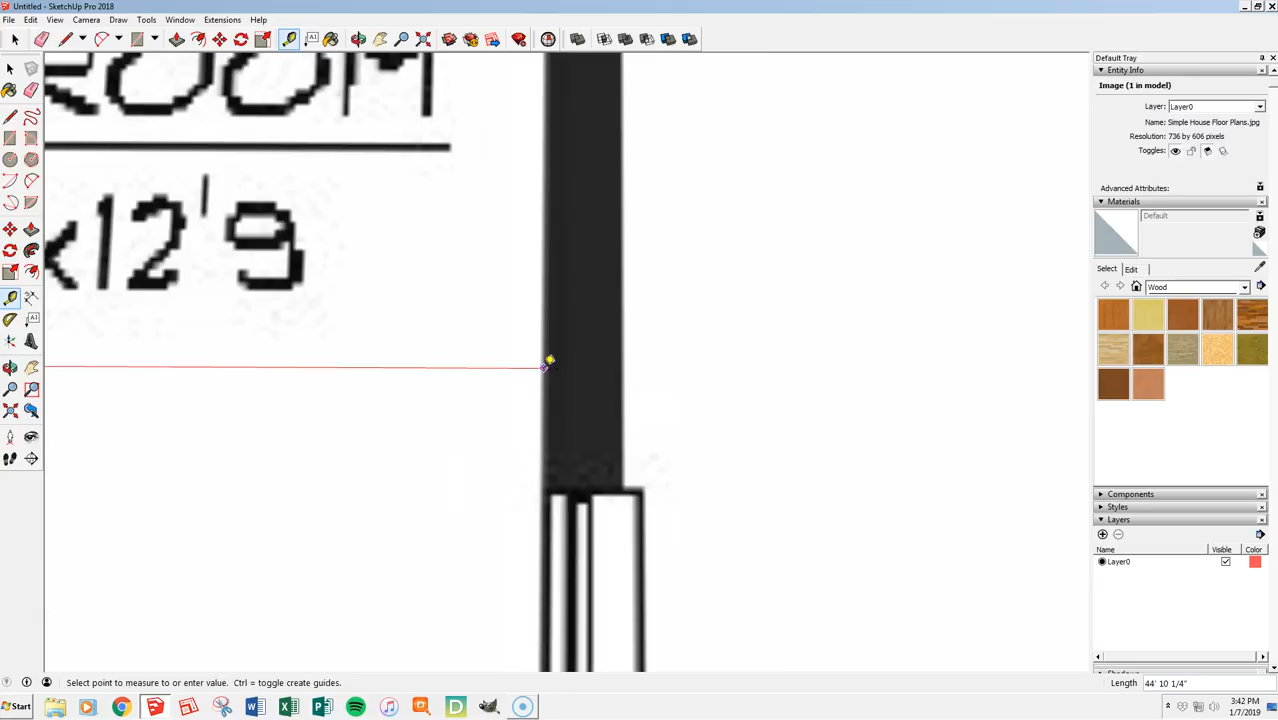 Untitled - SketchUp Pro 2018
File Edit View Camera Draw Tools Window Extensions Help
Default Tray
Entity Info
Image (1 in model)
Layer: Layer0
Name: Simple House Floor Plans.jpg
Resolution: 736 by 606 pixels
Toggles:
Advanced Attributes:
Materials
Default
Select Edit
Wood
Components
Styles
Layers
Name Visible Color
Layer0
ROOM
x12'9
Select point to measure to or enter value. Ctrl = toggle create guides.
Length 44' 10 1/4"
Start
3:42 PM
1/7/2019